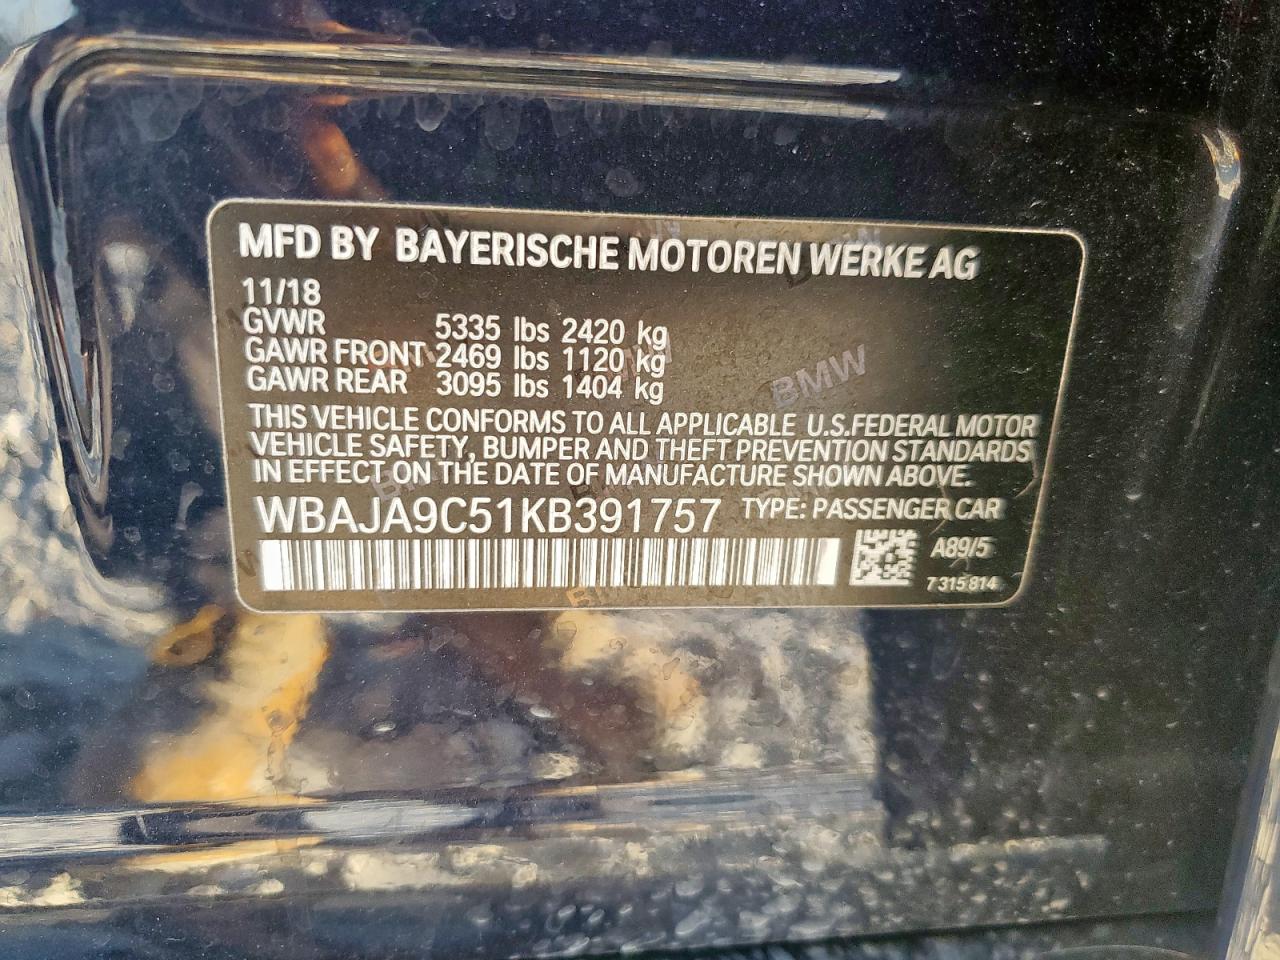 MFD BY BAYERISCHE MOTOREN WERKE AG
11/18
GVWR 5335 lbs 2420 kg
GAWR FRONT 2469 lbs 1120 kg
GAWR REAR 3095 lbs 1404 kg
THIS VEHICLE CONFORMS TO ALL APPLICABLE U.S.FEDERAL MOTOR
VEHICLE SAFETY, BUMPER AND THEFT PREVENTION STANDARDS
IN EFFECT ON THE DATE OF MANUFACTURE SHOWN ABOVE.
WBAJA9C51KB391757 TYPE: PASSENGER CAR
A89/5
7 315 814
BMW